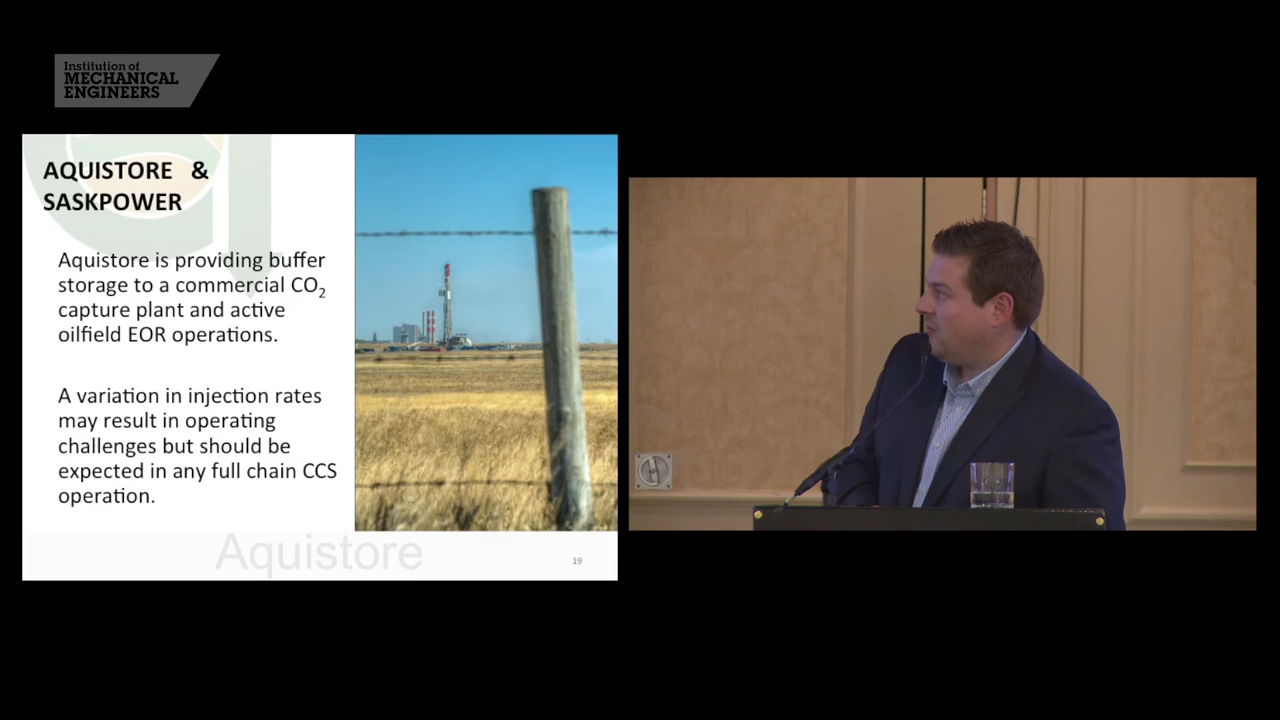 Institution of
MECHANICAL
ENGINEERS
AQUISTORE &
SASKPOWER
Aquistore is providing buffer
storage to a commercial CO2
capture plant and active
oilfield EOR operations.
A variation in injection rates
may result in operating
challenges but should be
expected in any full chain CCS
operation.
Aquistore
19